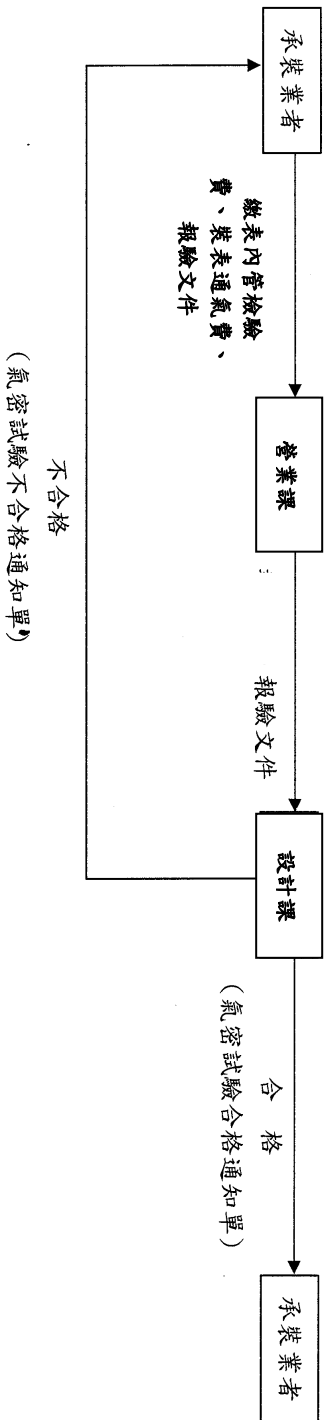 承裝業者
繳表內管檢驗
費、裝表通氣費、
報驗文件
營業課
報驗文件
設計課
合 格
(氣密試驗合格通知單)
承裝業者
不合格
(氣密試驗不合格通知單)